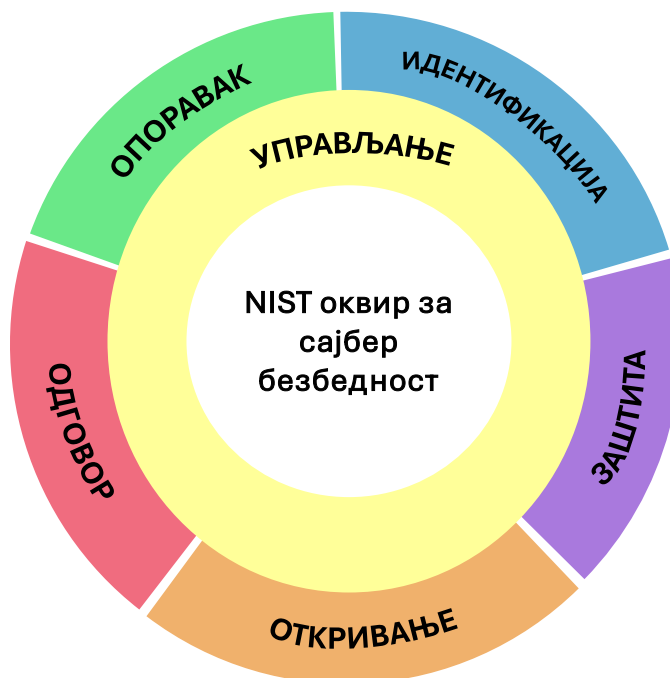 ОПОРАВАК
ИДЕНТИФИКАЦИЈА
УПРАВЉАЊЕ
NIST оквир за
сајбер
безбедност
ОДГОВОР
ЗАШТИТА
ОТКРИВАЊЕ